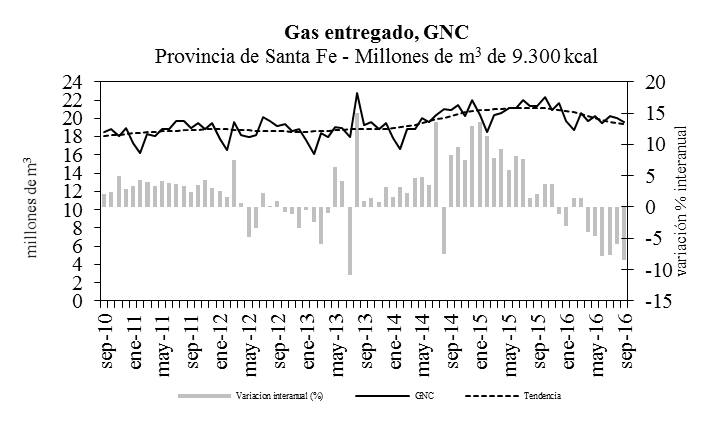 Gas entregado, GNC
Provincia de Santa Fe - Millones de m³ de 9.300 kcal
millones de m³
24
22
20
18
16
14
12
10
8
6
4
2
0
20
15
10
5
0
-5
-10
-15
variación % interanual
sep-10
ene-11
may-11
sep-11
ene-12
may-12
sep-12
ene-13
may-13
sep-13
ene-14
may-14
sep-14
ene-15
may-15
sep-15
ene-16
may-16
sep-16
Variacion interanual (%)
GNC
Tendencia